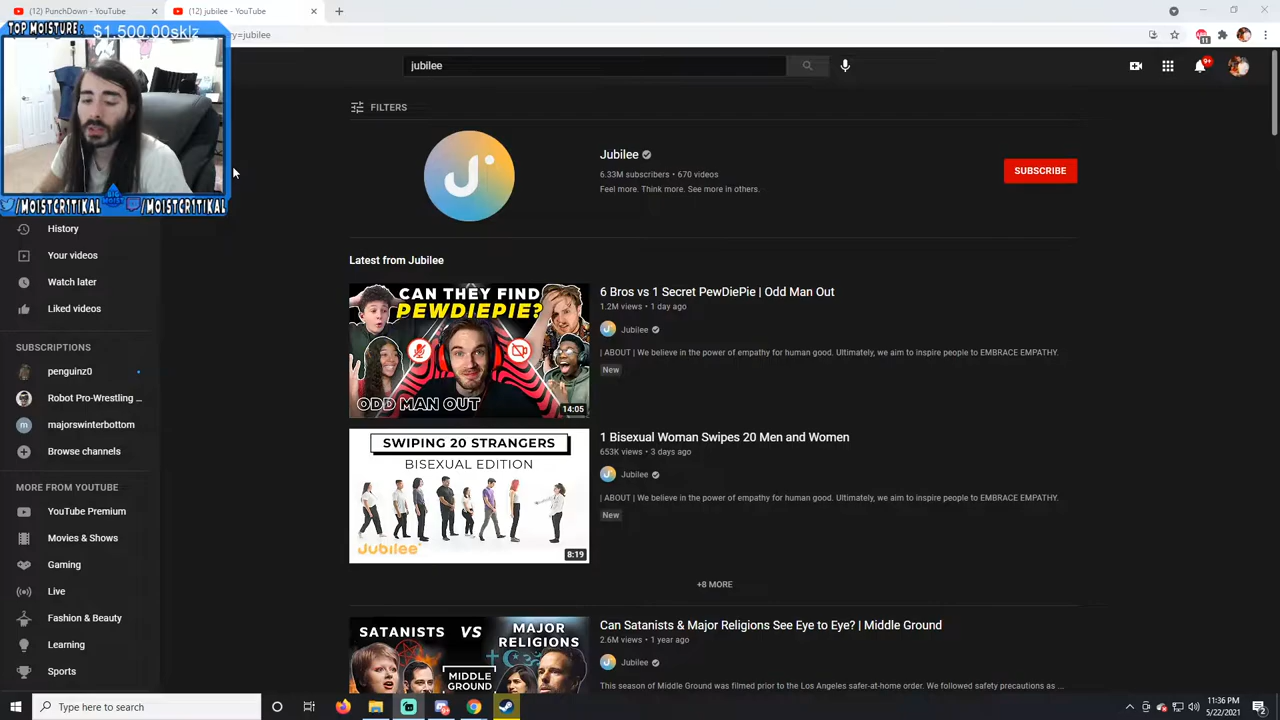 (12) PunchDown - YouTube
(12) jubilee - YouTube
TOP MOISTURE: $1,500.00sklz
y=jubilee
11
jubilee
9+
/MOISTCR1TIKAL
/MOISTCR1TIKAL
FILTERS
Jubilee
6.33M subscribers • 670 videos
Feel more. Think more. See more in others.
SUBSCRIBE
History
Your videos
Watch later
Liked videos
SUBSCRIPTIONS
penguinz0
Robot Pro-Wrestling ...
majorswinterbottom
Browse channels
MORE FROM YOUTUBE
YouTube Premium
Movies & Shows
Gaming
Live
Fashion & Beauty
Learning
Sports
Latest from Jubilee
CAN THEY FIND
PEWDIEPIE?
ODD MAN OUT
14:05
6 Bros vs 1 Secret PewDiePie | Odd Man Out
1.2M views • 1 day ago
Jubilee
| ABOUT | We believe in the power of empathy for human good. Ultimately, we aim to inspire people to EMBRACE EMPATHY.
New
SWIPING 20 STRANGERS
BISEXUAL EDITION
Jubilee
8:19
1 Bisexual Woman Swipes 20 Men and Women
653K views • 3 days ago
Jubilee
| ABOUT | We believe in the power of empathy for human good. Ultimately, we aim to inspire people to EMBRACE EMPATHY.
New
+8 MORE
SATANISTS VS MAJOR RELIGIONS
MIDDLE
GROUND
Can Satanists & Major Religions See Eye to Eye? | Middle Ground
2.6M views • 1 year ago
Jubilee
This season of Middle Ground was filmed prior to the Los Angeles safer-at-home order. We followed safety precautions as ...
Type here to search
11:36 PM
5/22/2021
2